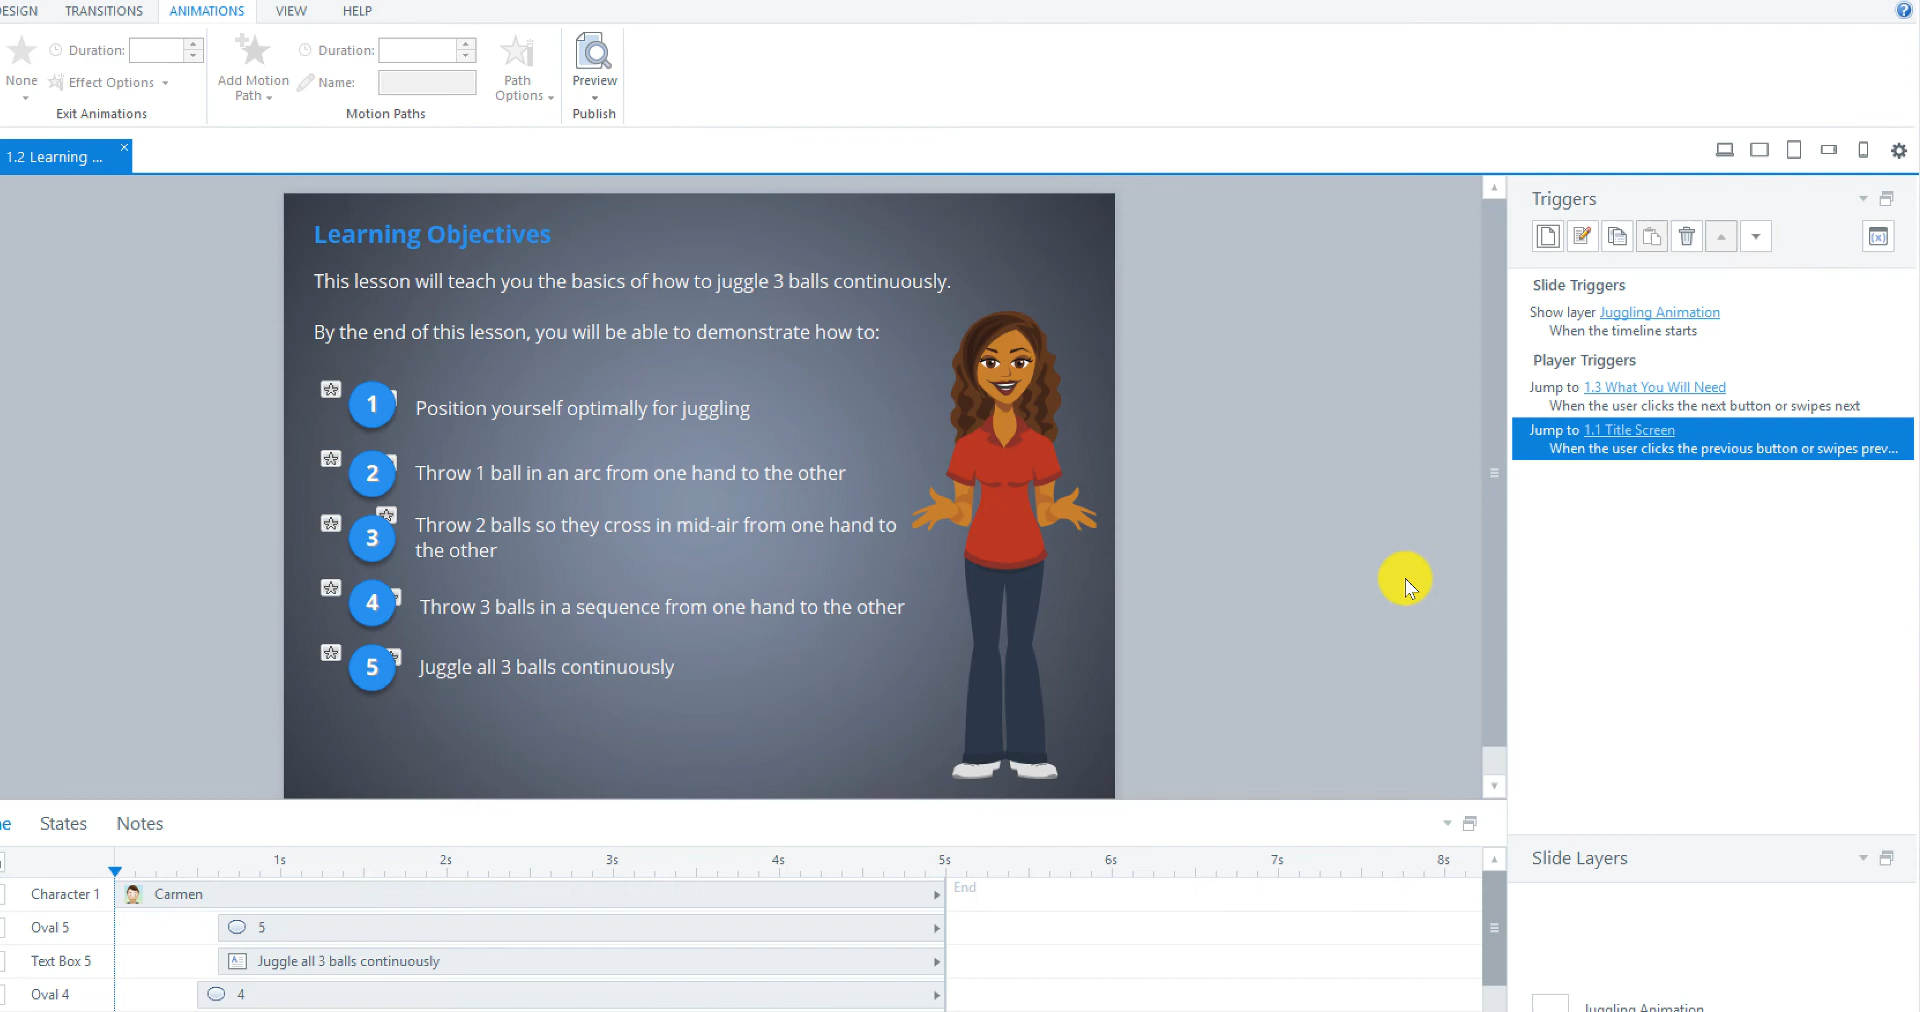 ESIGN TRANSITIONS ANIMATIONS VIEW HELP
None Duration: Effect Options
Exit Animations
Add Motion Path Duration: Name: Path Options
Motion Paths
Preview
Publish
1.2 Learning ...
Learning Objectives
This lesson will teach you the basics of how to juggle 3 balls continuously.
By the end of this lesson, you will be able to demonstrate how to:
1 Position yourself optimally for juggling
2 Throw 1 ball in an arc from one hand to the other
3 Throw 2 balls so they cross in mid-air from one hand to
the other
4 Throw 3 balls in a sequence from one hand to the other
5 Juggle all 3 balls continuously
Triggers
(x)
Slide Triggers
Show layer Juggling Animation
When the timeline starts
Player Triggers
Jump to 1.3 What You Will Need
When the user clicks the next button or swipes next
Jump to 1.1 Title Screen
When the user clicks the previous button or swipes prev...
ne States Notes
1s 2s 3s 4s 5s 6s 7s 8s
Character 1 Carmen End
Oval 5 5
Text Box 5 Juggle all 3 balls continuously
Oval 4 4
Slide Layers
Juggling Animation